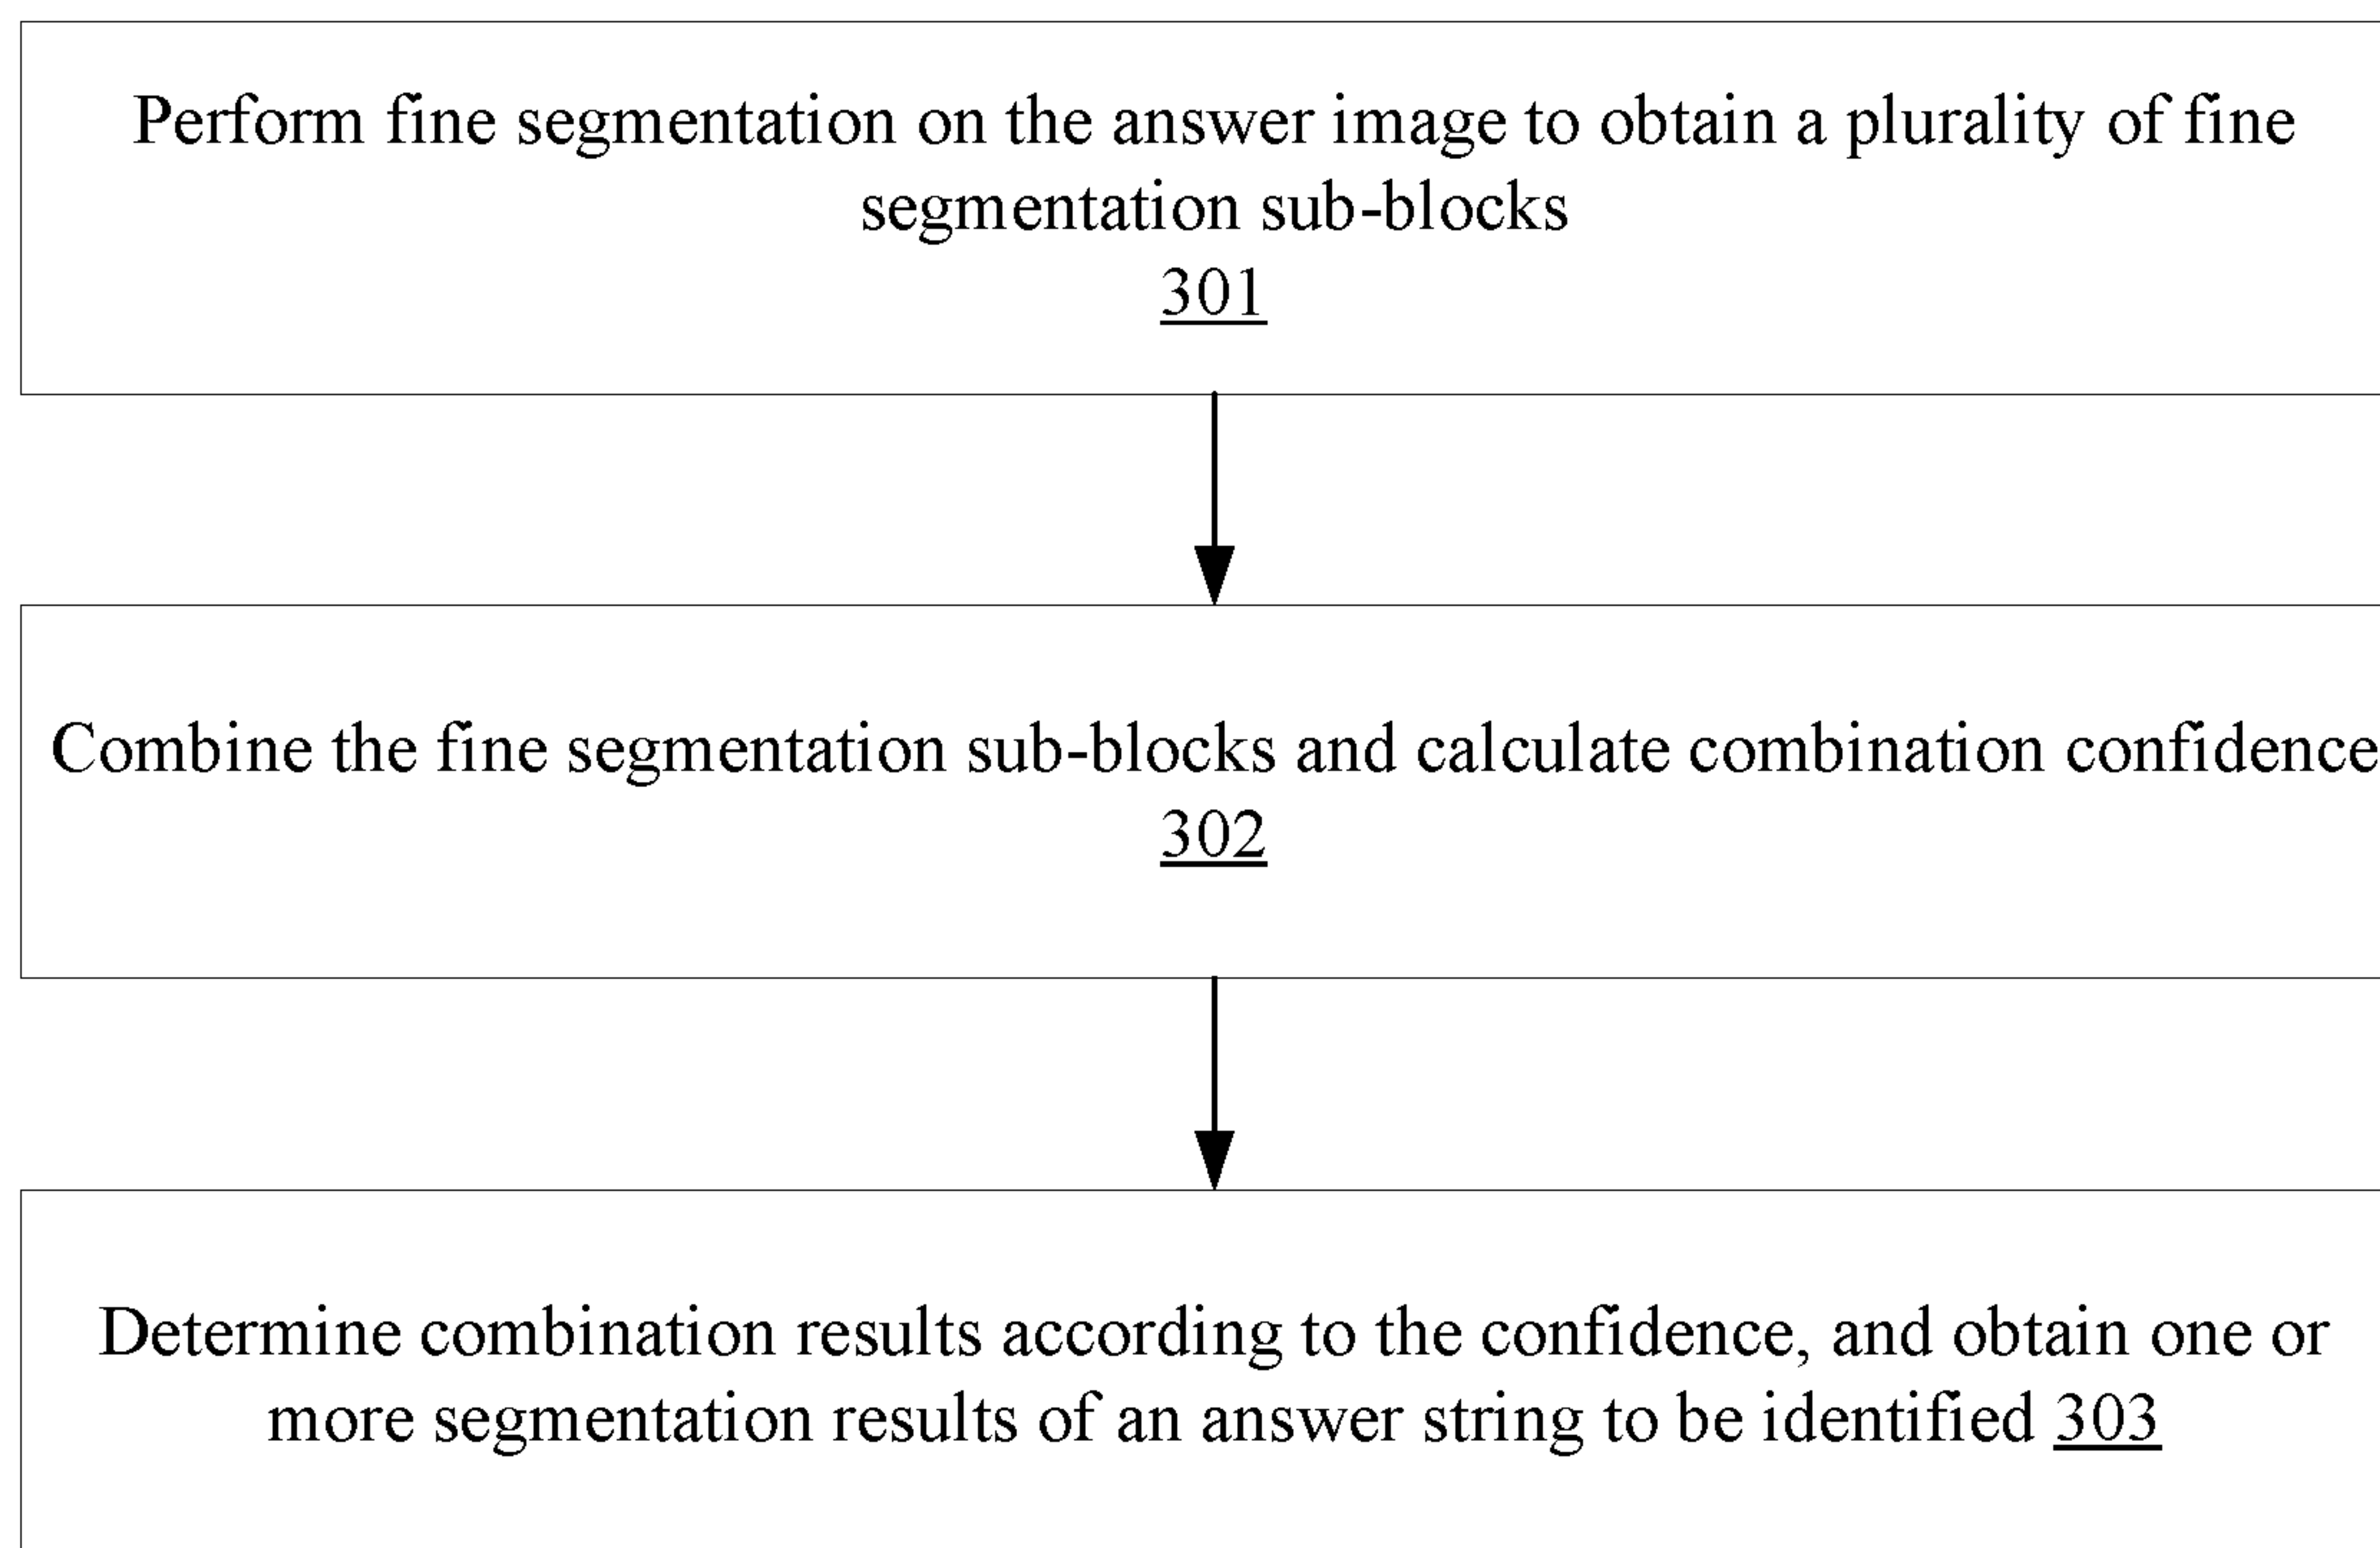 Perform fine segmentation on the answer image to obtain a plurality of fine
segmentation sub-blocks
301
Combine the fine segmentation sub-blocks and calculate combination confidence
302
Determine combination results according to the confidence, and obtain one or
more segmentation results of an answer string to be identified 303